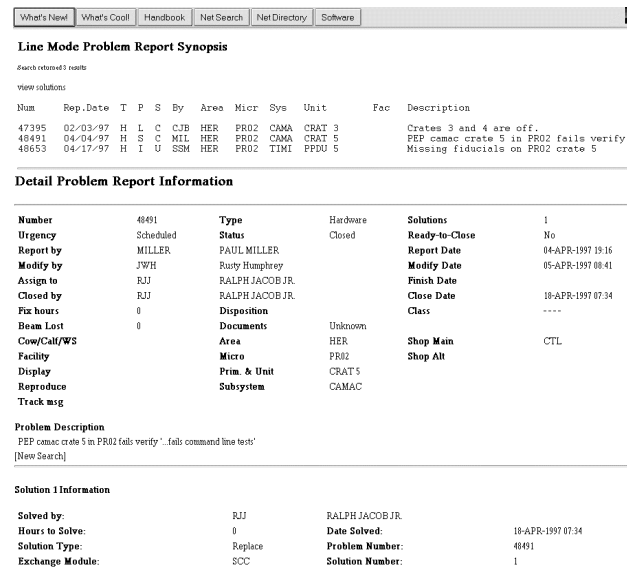 What's New! What's Cool! Handbook Net Search Net Directory Software
Line Mode Problem Report Synopsis
Search returned 3 results
view solutions
Num Rep.Date T P S By Area Micr Sys Unit Fac Description
47395 02/03/97 H L C CJB HER PR02 CAMA CRAT 3 Crates 3 and 4 are off.
48491 04/04/97 H S C MIL HER PR02 CAMA CRAT 5 PEP camac crate 5 in PR02 fails verify
48653 04/17/97 H I U SSM HER PR02 TIMI PPDU 5 Missing fiducials on PR02 crate 5
Detail Problem Report Information
Number 48491 Type Hardware Solutions 1
Urgency Scheduled Status Closed Ready-to-Close No
Report by MILLER PAUL MILLER Report Date 04-APR-1997 19:16
Modify by JWH Rusty Humphrey Modify Date 05-APR-1997 08:41
Assign to RJJ RALPH JACOB JR. Finish Date
Closed by RJJ RALPH JACOB JR. Close Date 18-APR-1997 07:34
Fix hours 0 Disposition Class ----
Beam Lost 0 Documents Unknown
Cow/Calf/WS Area HER Shop Main CTL
Facility Micro PR02 Shop Alt
Display Prim. & Unit CRAT 5
Reproduce Subsystem CAMAC
Track msg
Problem Description
PEP camac crate 5 in PR02 fails verify '...fails command line tests'
[New Search]
Solution 1 Information
Solved by: RJJ RALPH JACOB JR.
Hours to Solve: 0 Date Solved: 18-APR-1997 07:34
Solution Type: Replace Problem Number: 48491
Exchange Module: SCC Solution Number: 1